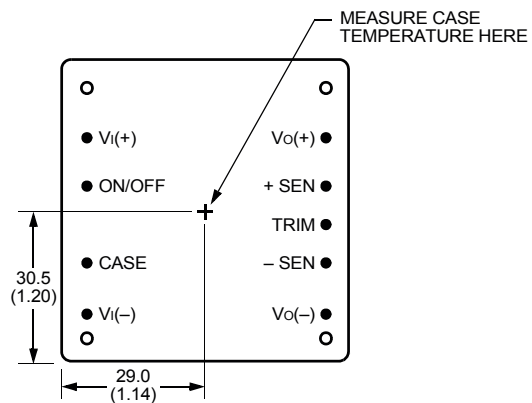 MEASURE CASE
TEMPERATURE HERE
VI(+)
VO(+)
ON/OFF
+ SEN
TRIM
CASE
– SEN
30.5
(1.20)
VI(–)
VO(–)
29.0
(1.14)